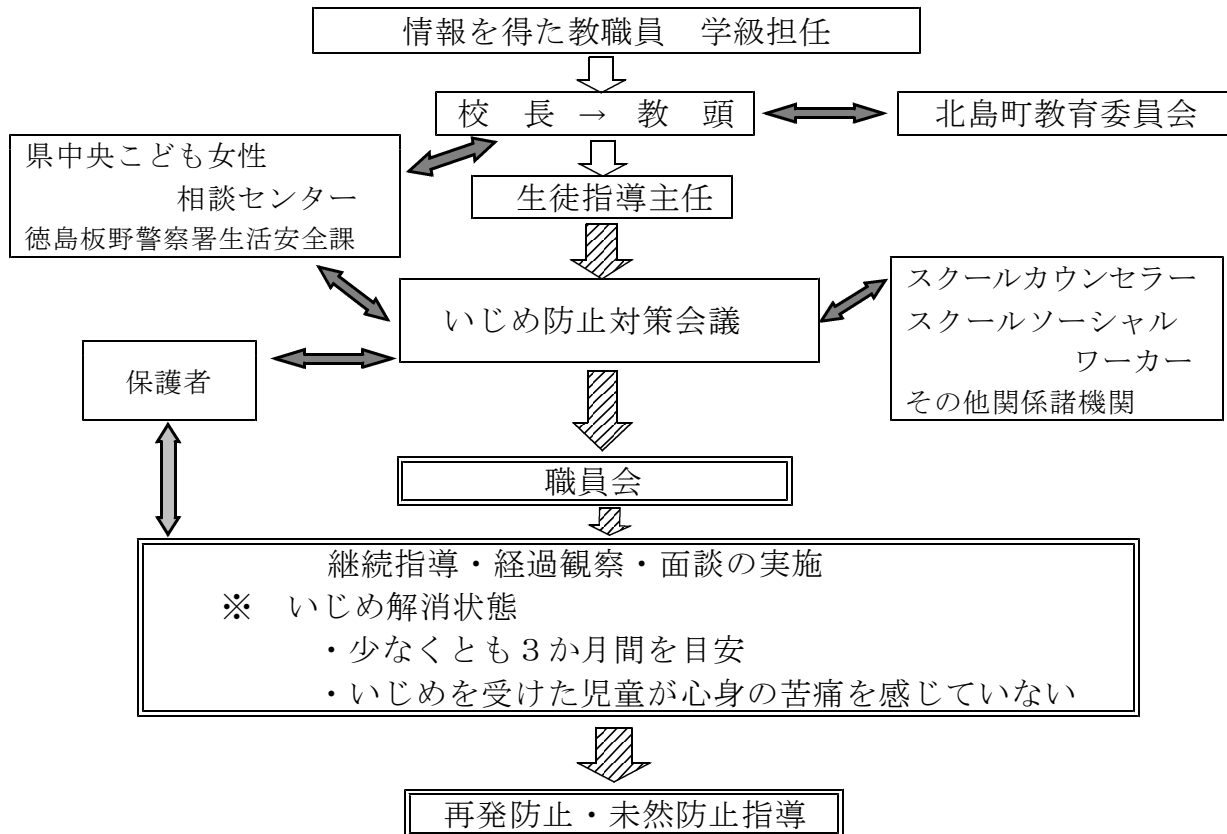 情報を得た教職員　学級担任
校　長 → 教　頭
北島町教育委員会
県中央こども女性
相談センター
徳島板野警察署生活安全課
生徒指導主任
いじめ防止対策会議
スクールカウンセラー
スクールソーシャル
ワーカー
その他関係諸機関
保護者
職員会
継続指導・経過観察・面談の実施
※　いじめ解消状態
・少なくとも３か月間を目安
・いじめを受けた児童が心身の苦痛を感じていない
再発防止・未然防止指導